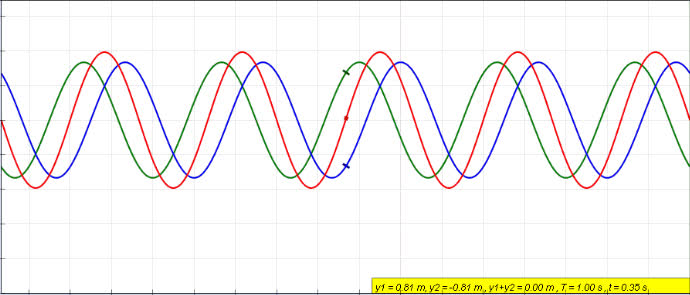 y1 = 0.81 m, y2 = -0.81 m,, y1+y2 = 0.00 m , T = 1.00 s , t = 0.35 s,